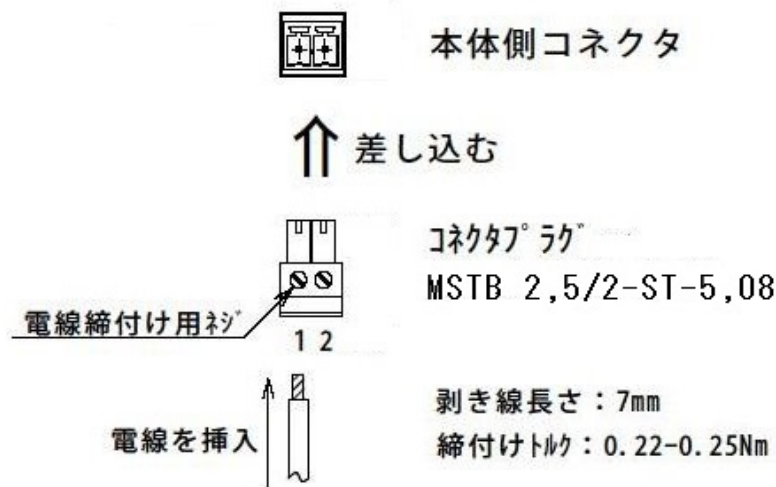 本体側コネクタ
差し込む
コネクタプラグ
MSTB 2,5/2-ST-5,08
電線締付け用ネジ
1 2
剥き線長さ：7mm
電線を挿入
締付けトルク：0.22-0.25Nm